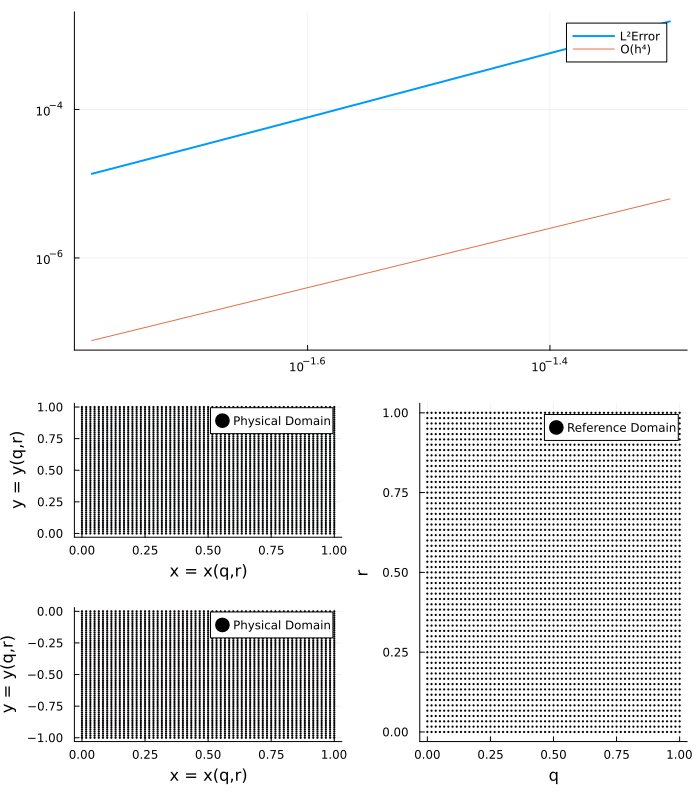 L²Error
O(h⁴)
10⁻⁴
10⁻⁶
10⁻¹·⁶
10⁻¹·⁴
Physical Domain
1.00
0.75
0.50
0.25
0.00
y = y(q,r)
0.00 0.25 0.50 0.75 1.00
x = x(q,r)
Physical Domain
0.00
−0.25
−0.50
−0.75
−1.00
y = y(q,r)
0.00 0.25 0.50 0.75 1.00
x = x(q,r)
Reference Domain
1.00
0.75
0.50
0.25
0.00
r
0.00 0.25 0.50 0.75 1.00
q